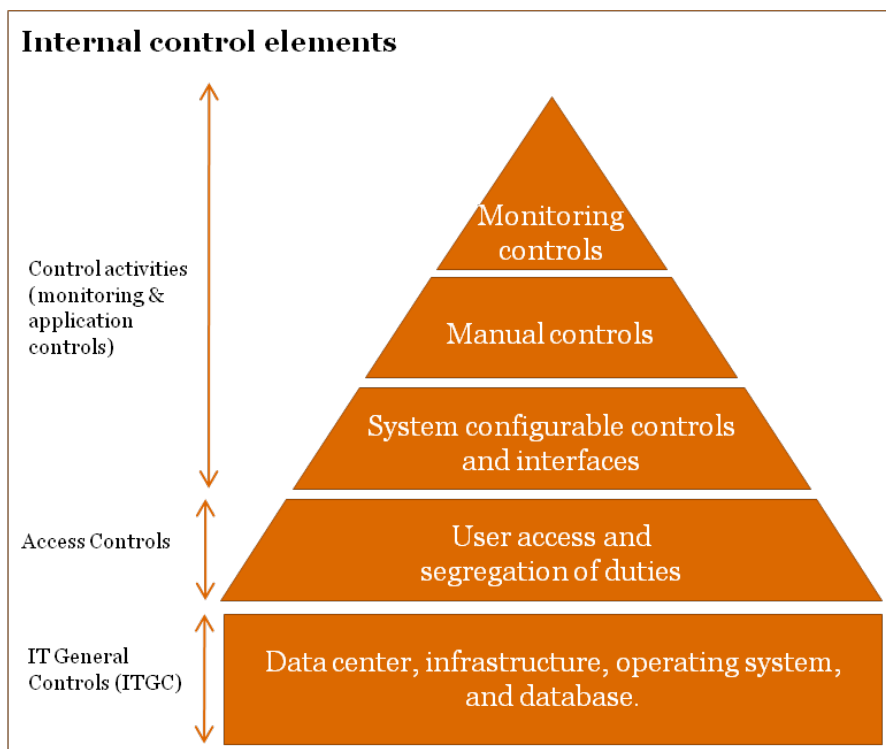 Internal control elements
Monitoring
controls
Control activities
(monitoring &
application
controls)
Manual controls
System configurable controls
and interfaces
Access Controls
User access and
segregation of duties
IT General
Controls (ITGC)
Data center, infrastructure, operating system,
and database.